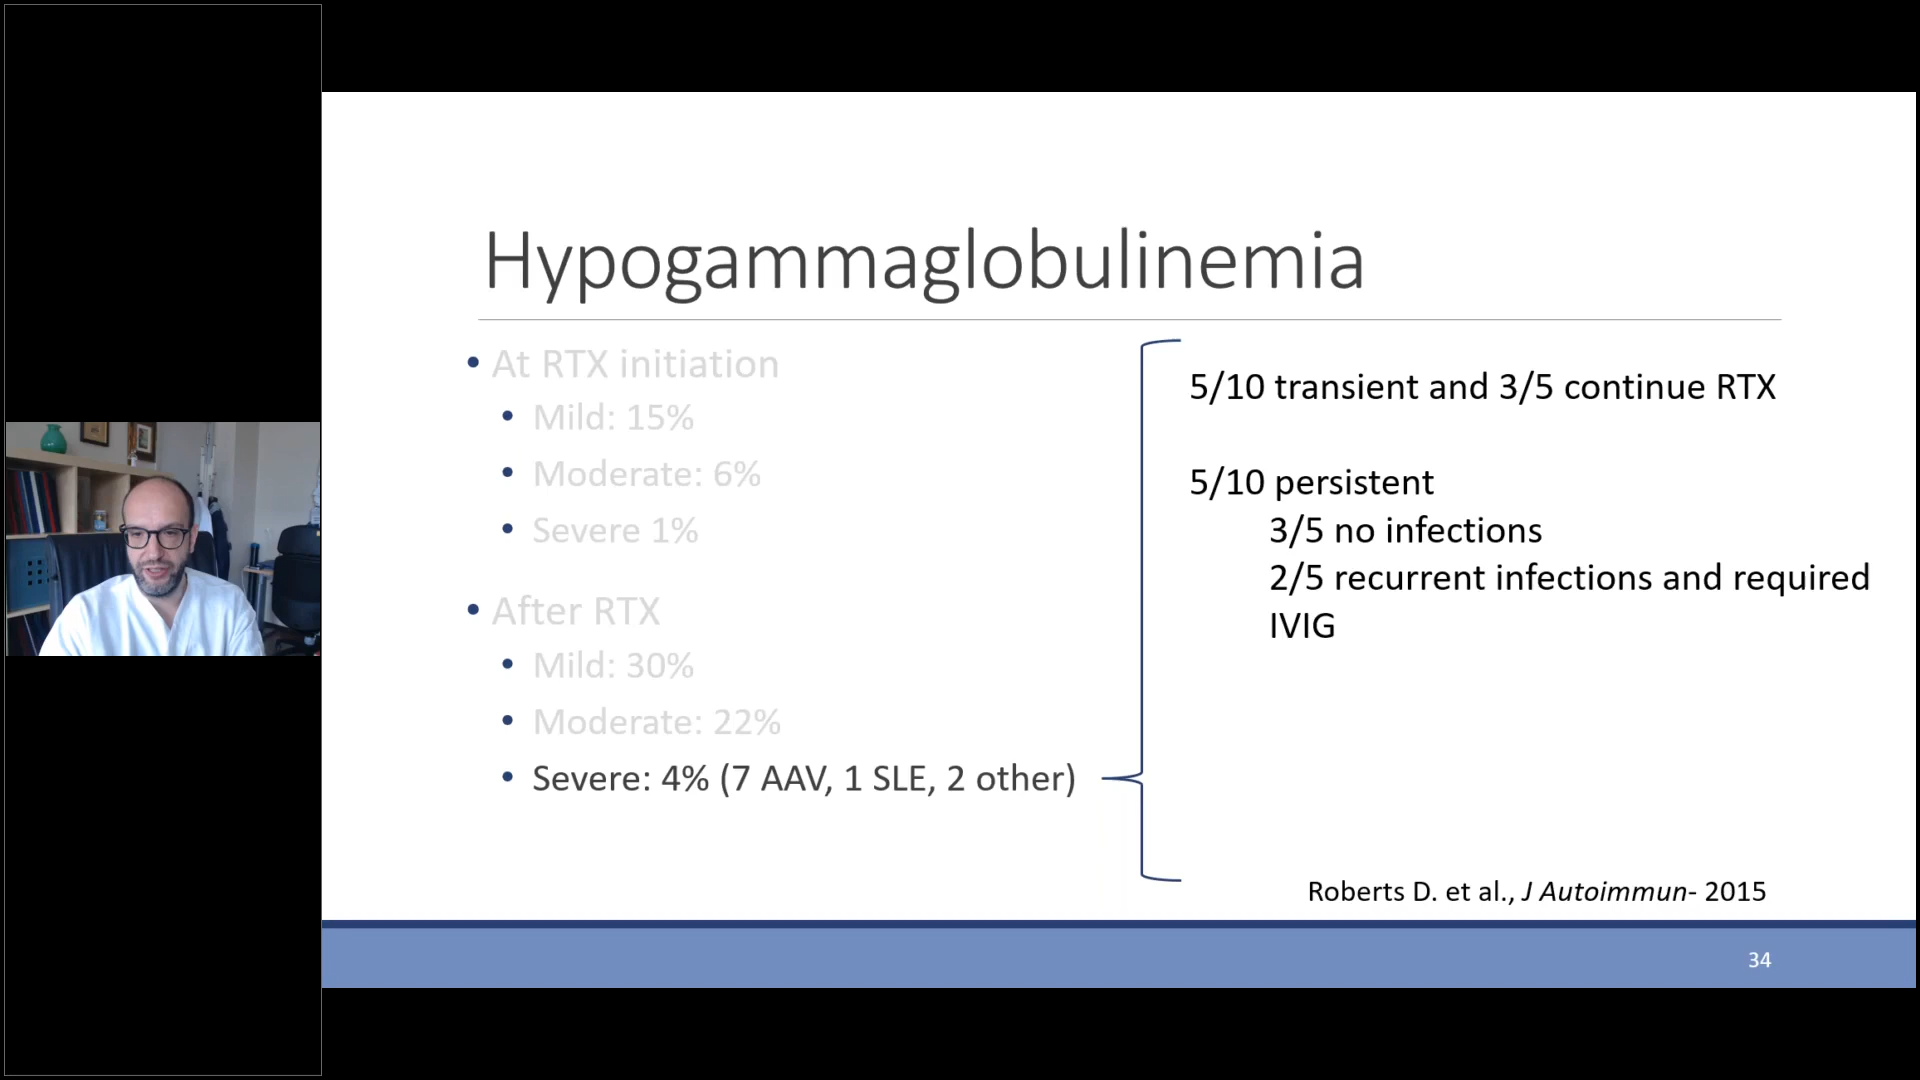 Hypogammaglobulinemia
• At RTX initiation
• Mild: 15%
• Moderate: 6%
• Severe 1%
• After RTX
• Mild: 30%
• Moderate: 22%
• Severe: 4% (7 AAV, 1 SLE, 2 other)
5/10 transient and 3/5 continue RTX
5/10 persistent
3/5 no infections
2/5 recurrent infections and required
IVIG
Roberts D. et al., J Autoimmun- 2015
34